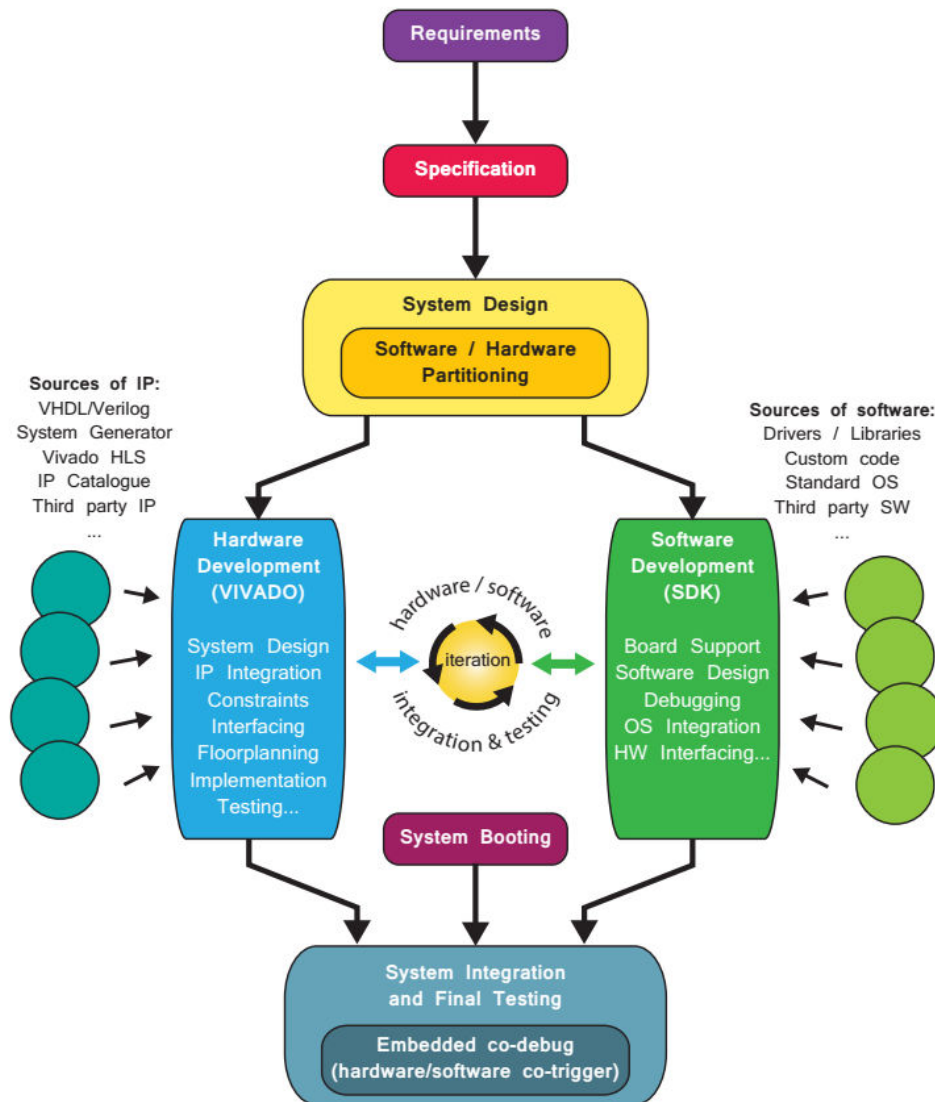 Requirements
Specification
System Design
Software / Hardware
Partitioning
Sources of IP:
VHDL/Verilog
System Generator
Vivado HLS
IP Catalogue
Third party IP
...
Sources of software:
Drivers / Libraries
Custom code
Standard OS
Third party SW
...
Hardware
Development
(VIVADO)
System Design
IP Integration
Constraints
Interfacing
Floorplanning
Implementation
Testing...
hardware / software
iteration
integration & testing
Software
Development
(SDK)
Board Support
Software Design
Debugging
OS Integration
HW Interfacing...
System Booting
System Integration
and Final Testing
Embedded co-debug
(hardware/software co-trigger)